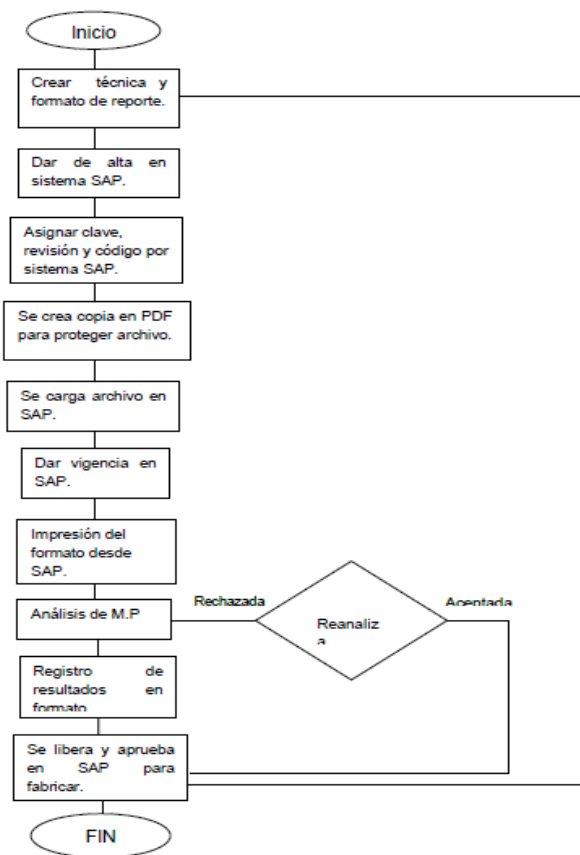 Inicio
Crear técnica y
formato de reporte.
Dar de alta en
sistema SAP.
Asignar clave,
revisión y código por
sistema SAP.
Se crea copia en PDF
para proteger archivo.
Se carga archivo en
SAP.
Dar vigencia en
SAP.
Impresión del
formato desde
SAP.
Análisis de M.P
Rechazada
Reanaliz
a
Aceptada
Registro de
resultados en
formato
Se libera y aprueba
en SAP para
fabricar.
FIN